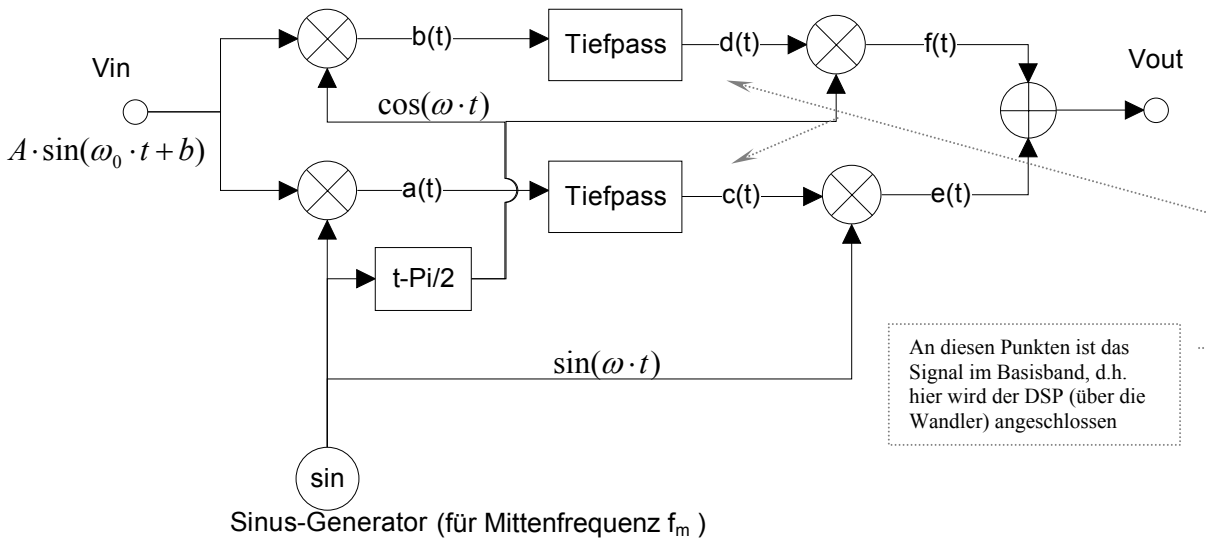 b(t)
Tiefpass
d(t)
f(t)
Vin
Vout
cos(ω·t)
A·sin(ω₀·t+b)
a(t)
Tiefpass
c(t)
e(t)
t-Pi/2
An diesen Punkten ist das
Signal im Basisband, d.h.
hier wird der DSP (über die
Wandler) angeschlossen
sin(ω·t)
sin
Sinus-Generator (für Mittenfrequenz fₘ )